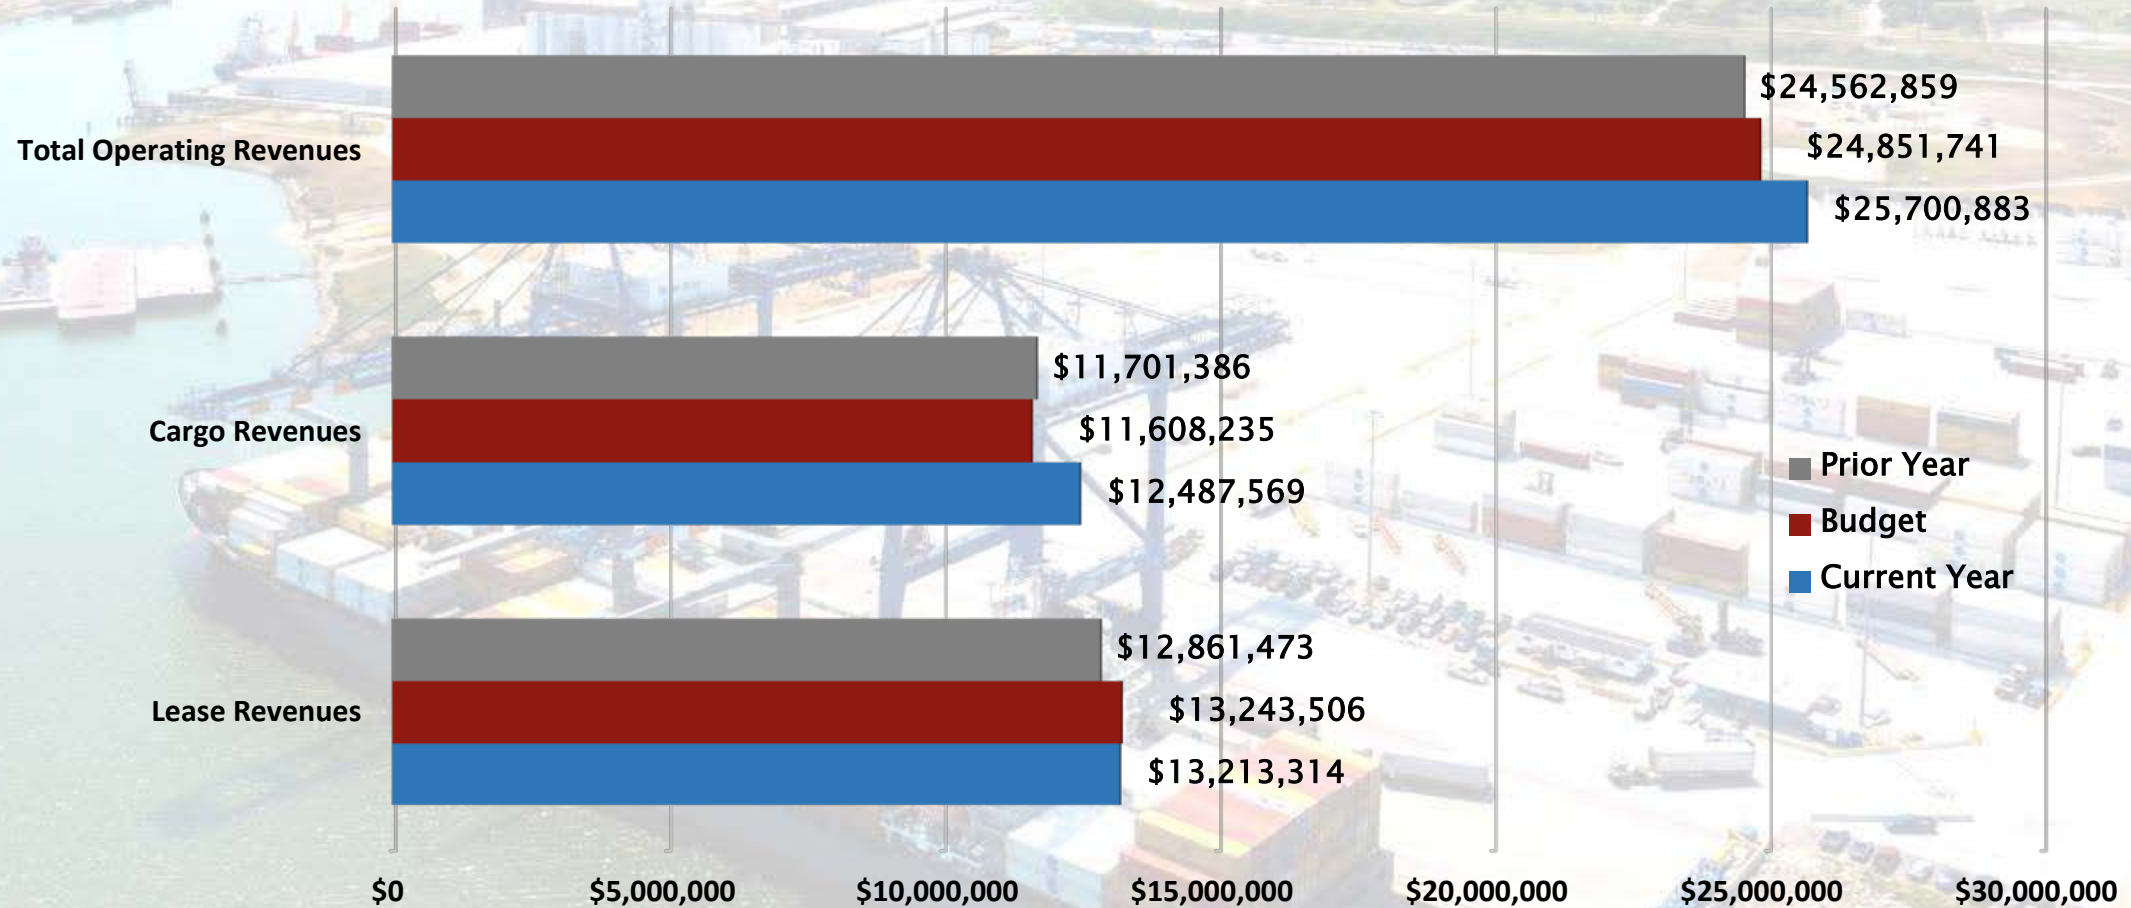 Total Operating Revenues
$24,562,859
$24,851,741
$25,700,883
Cargo Revenues
$11,701,386
$11,608,235
$12,487,569
Lease Revenues
$12,861,473
$13,243,506
$13,213,314
Prior Year
Budget
Current Year
$0 $5,000,000 $10,000,000 $15,000,000 $20,000,000 $25,000,000 $30,000,000